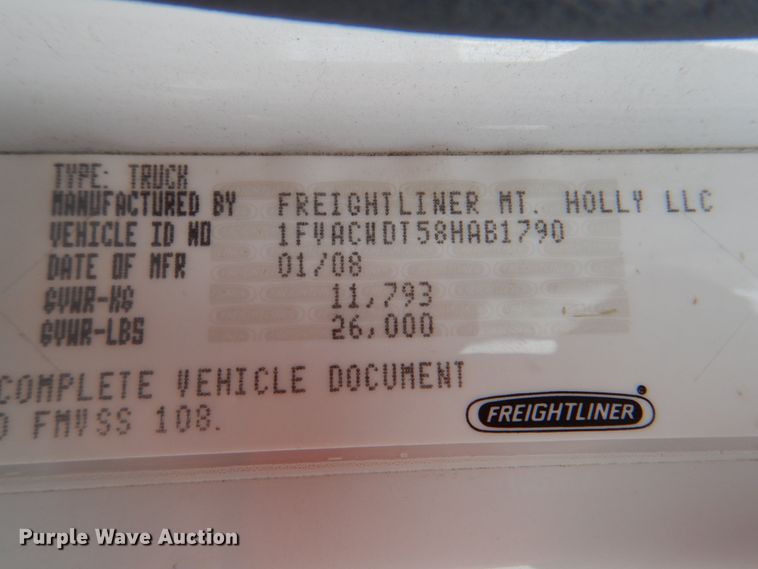 TYPE: TRUCK
MANUFACTURED BY FREIGHTLINER MT. HOLLY LLC
VEHICLE ID NO 1FVACWDT58HAB1790
DATE OF MFR 01/08
GVWR-KG 11,793
GVWR-LBS 26,000
COMPLETE VEHICLE DOCUMENT
FMVSS 108.
FREIGHTLINER
Purple Wave Auction